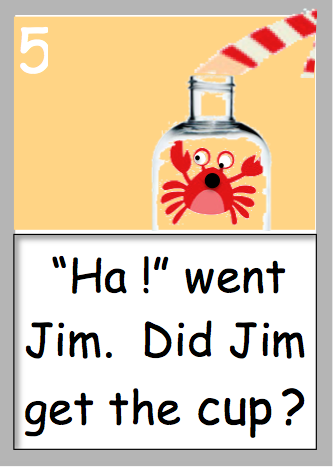 5
“Ha !” went
Jim.  Did Jim
get the cup ?